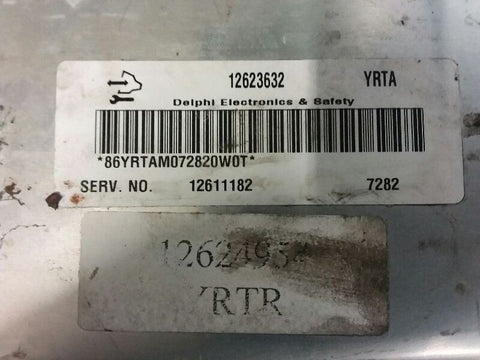 12623632 YRTA
Delphi Electronics & Safety
*86YRTAM072820W0T*
SERV. NO. 12611182 7282
YRTR